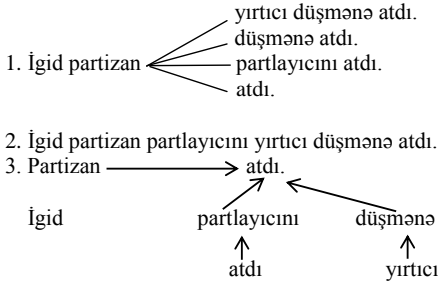 yırtıcı düşmənə atdı.
düşmənə atdı.
1. İgid partizan partlayıcını atdı.
atdı.
2. İgid partizan partlayıcını yırtıcı düşmənə atdı.
3. Partizan atdı.
İgid partlayıcını düşmənə
atdı yırtıcı